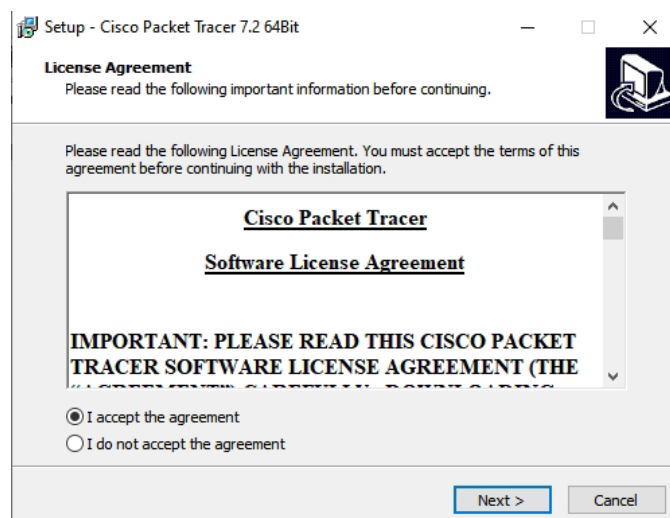 Setup - Cisco Packet Tracer 7.2 64Bit
License Agreement
Please read the following important information before continuing.
Please read the following License Agreement. You must accept the terms of this
agreement before continuing with the installation.
Cisco Packet Tracer
Software License Agreement
IMPORTANT: PLEASE READ THIS CISCO PACKET
TRACER SOFTWARE LICENSE AGREEMENT (THE
“AGREEMENT”) CAREFULLY. DOWNLOADING
I accept the agreement
I do not accept the agreement
Next >
Cancel